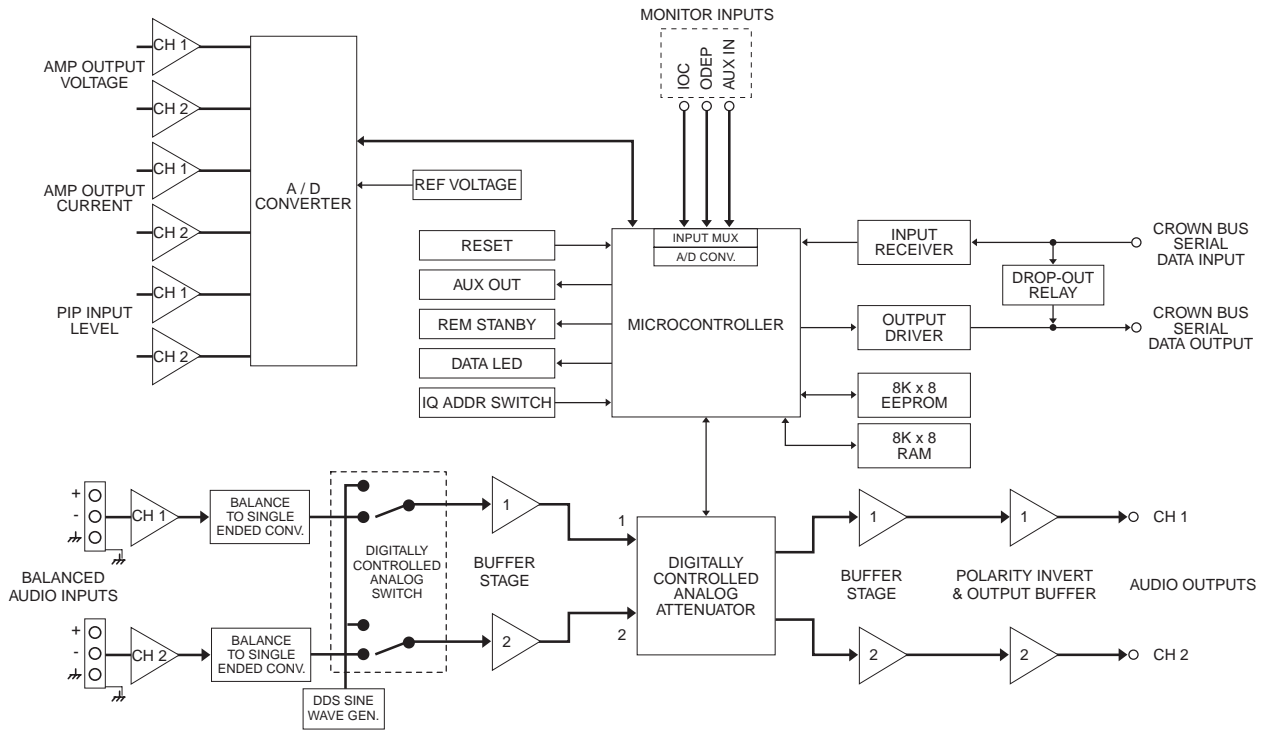 MONITOR INPUTS
IOC
ODEP
AUX IN
AMP OUTPUT
VOLTAGE
CH 1
CH 2
AMP OUTPUT
CURRENT
CH 1
CH 2
PIP INPUT
LEVEL
CH 1
CH 2
A / D
CONVERTER
REF VOLTAGE
RESET
AUX OUT
REM STANBY
DATA LED
IQ ADDR SWITCH
INPUT MUX
A/D CONV.
MICROCONTROLLER
INPUT
RECEIVER
OUTPUT
DRIVER
DROP-OUT
RELAY
CROWN BUS
SERIAL
DATA INPUT
CROWN BUS
SERIAL
DATA OUTPUT
8K x 8
EEPROM
8K x 8
RAM
+
-
CH 1
BALANCE
TO SINGLE
ENDED CONV.
BALANCED
AUDIO INPUTS
+
-
CH 2
BALANCE
TO SINGLE
ENDED CONV.
DIGITALLY
CONTROLLED
ANALOG
SWITCH
DDS SINE
WAVE GEN.
1
BUFFER
STAGE
2
1
2
DIGITALLY
CONTROLLED
ANALOG
ATTENUATOR
1
BUFFER
STAGE
2
1
POLARITY INVERT
& OUTPUT BUFFER
2
CH 1
AUDIO OUTPUTS
CH 2